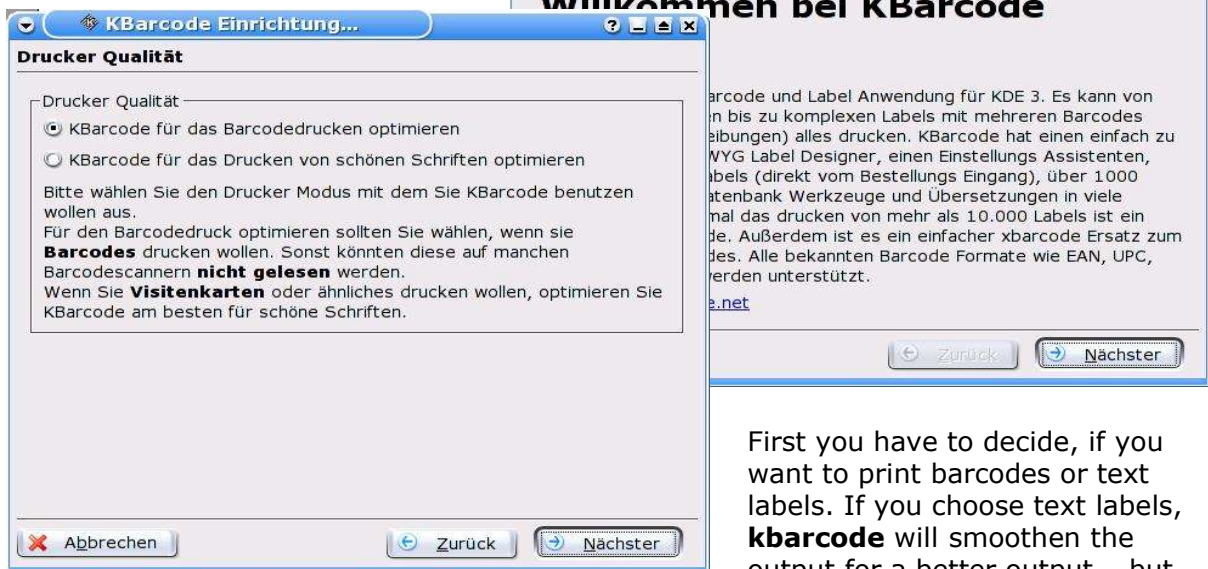 Willkommen bei KBarcode
KBarcode Einrichtung...
Drucker Qualität
Drucker Qualität
KBarcode für das Barcodedrucken optimieren
KBarcode für das Drucken von schönen Schriften optimieren
Bitte wählen Sie den Drucker Modus mit dem Sie KBarcode benutzen
wollen aus.
Für den Barcodedruck optimieren sollten Sie wählen, wenn sie
Barcodes drucken wollen. Sonst könnten diese auf manchen
Barcodescannern nicht gelesen werden.
Wenn Sie Visitenkarten oder ähnliches drucken wollen, optimieren Sie
KBarcode am besten für schöne Schriften.
Abbrechen
Zurück
Nächster
arcode und Label Anwendung für KDE 3. Es kann von
n bis zu komplexen Labels mit mehreren Barcodes
eibungen) alles drucken. KBarcode hat einen einfach zu
WYG Label Designer, einen Einstellungs Assistenten,
abels (direkt vom Bestellungs Eingang), über 1000
atenbank Werkzeuge und Übersetzungen in viele
mal das drucken von mehr als 10.000 Labels ist ein
de. Außerdem ist es ein einfacher xbarcode Ersatz zum
des. Alle bekannten Barcode Formate wie EAN, UPC,
werden unterstützt.
e.net
Zurück
Nächster
First you have to decide, if you
want to print barcodes or text
labels. If you choose text labels,
kbarcode will smoothen the
output for a better output but